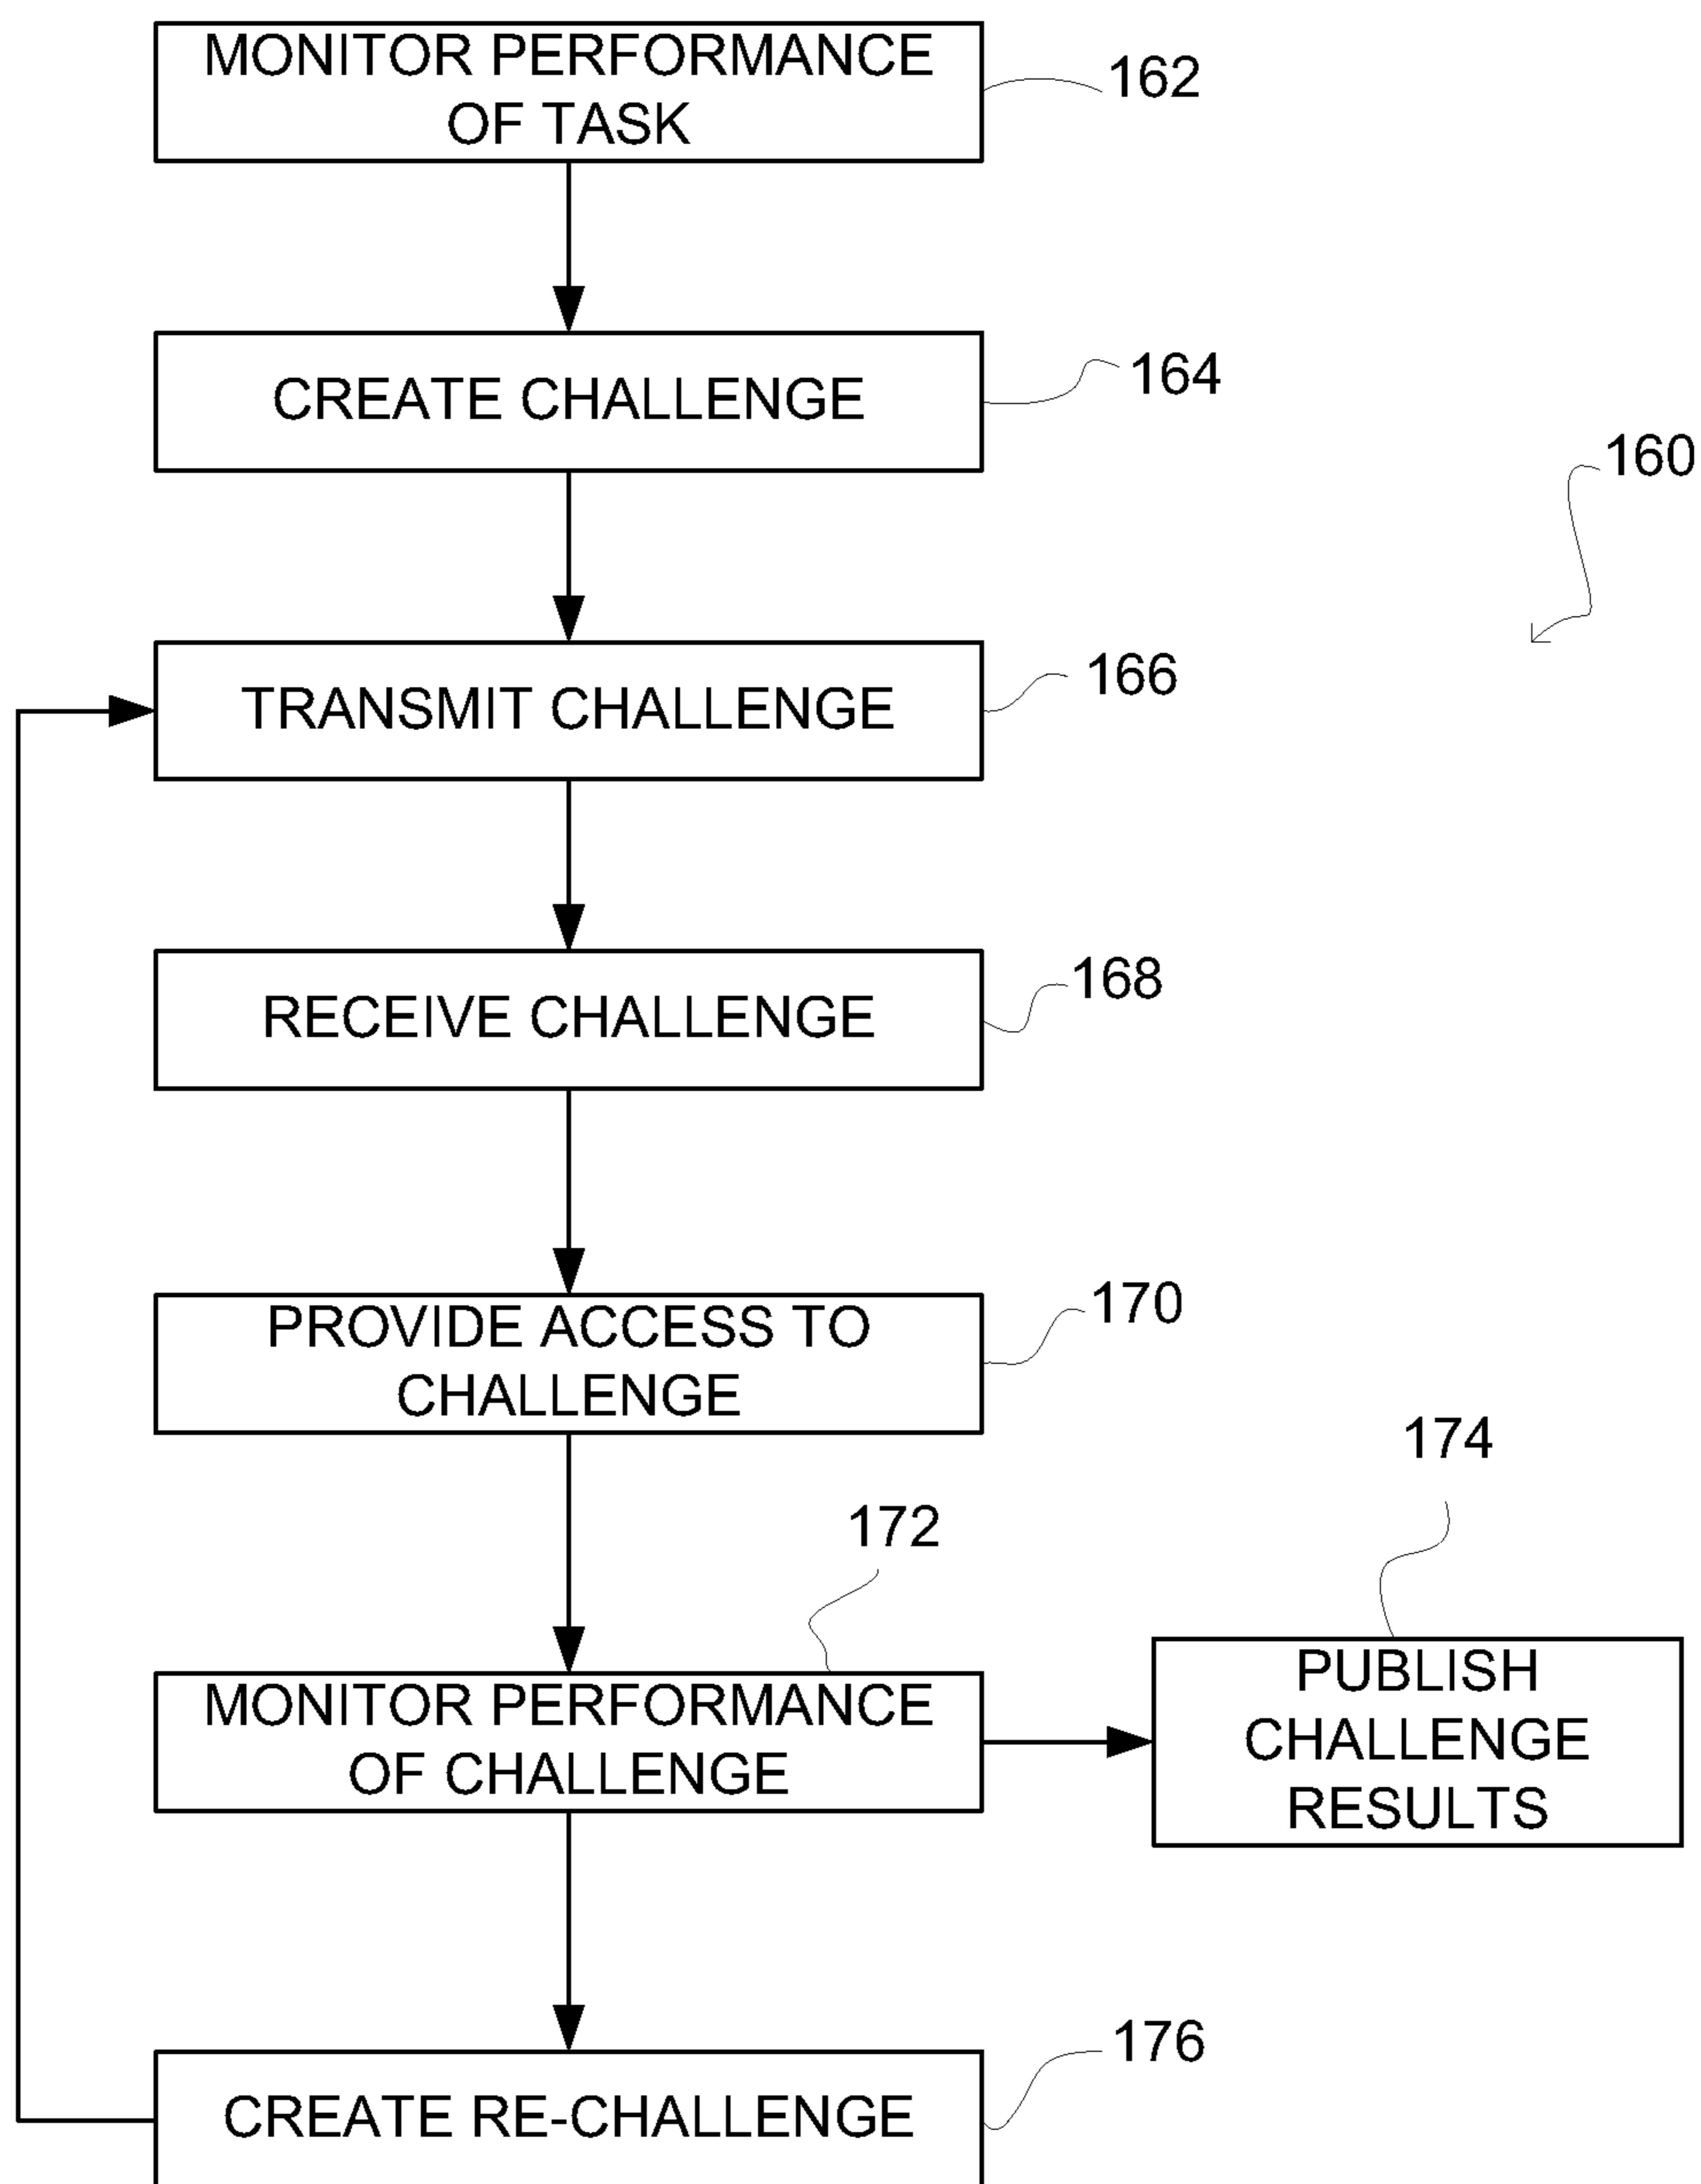 MONITOR PERFORMANCE
OF TASK
162
CREATE CHALLENGE
164
160
TRANSMIT CHALLENGE
166
RECEIVE CHALLENGE
168
PROVIDE ACCESS TO
CHALLENGE
170
172
174
MONITOR PERFORMANCE
OF CHALLENGE
PUBLISH
CHALLENGE
RESULTS
CREATE RE-CHALLENGE
176